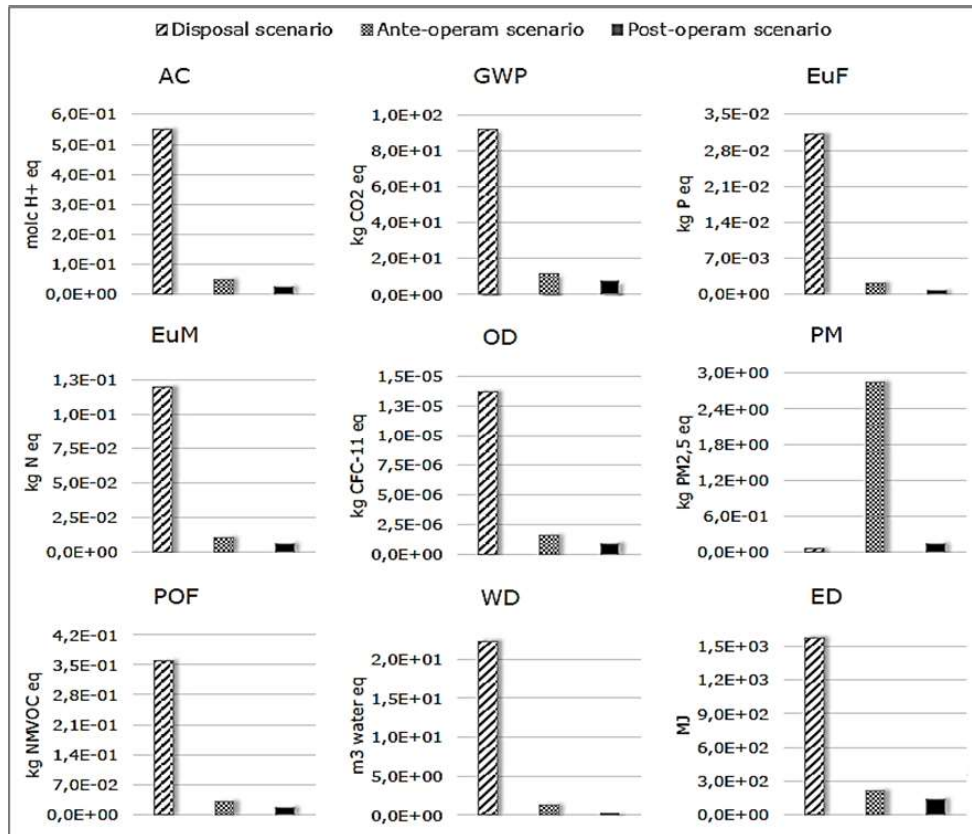 Disposal scenario Ante-operam scenario Post-operam scenario
AC
molc H+ eq
6,0E-01
5,0E-01
4,0E-01
3,0E-01
2,0E-01
1,0E-01
0,0E+00
GWP
kg CO2 eq
1,0E+02
8,0E+01
6,0E+01
4,0E+01
2,0E+01
0,0E+00
EuF
kg P eq
3,5E-02
2,8E-02
2,1E-02
1,4E-02
7,0E-03
0,0E+00
EuM
kg N eq
1,3E-01
1,0E-01
7,5E-02
5,0E-02
2,5E-02
0,0E+00
OD
kg CFC-11 eq
1,5E-05
1,3E-05
1,0E-05
7,5E-06
5,0E-06
2,5E-06
0,0E+00
PM
kg PM2,5 eq
3,0E+00
2,4E+00
1,8E+00
1,2E+00
6,0E-01
0,0E+00
POF
kg NMVOC eq
4,2E-01
3,5E-01
2,8E-01
2,1E-01
1,4E-01
7,0E-02
0,0E+00
WD
m3 water eq
2,0E+01
1,5E+01
1,0E+01
5,0E+00
0,0E+00
ED
MJ
1,5E+03
1,2E+03
9,0E+02
6,0E+02
3,0E+02
0,0E+00